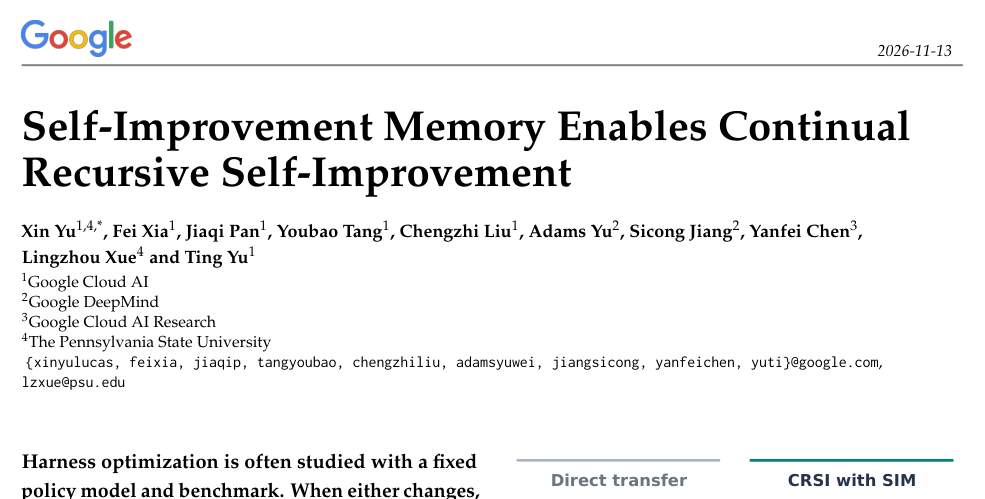 Google
2026-11-13
Self-Improvement Memory Enables Continual
Recursive Self-Improvement
Xin Yu1,4,*, Fei Xia1, Jiaqi Pan1, Youbao Tang1, Chengzhi Liu1, Adams Yu2, Sicong Jiang2, Yanfei Chen3,
Lingzhou Xue4 and Ting Yu1
1Google Cloud AI
2Google DeepMind
3Google Cloud AI Research
4The Pennsylvania State University
{xinyulucas, feixia, jiaqip, tangyoubao, chengzhiliu, adamsyuwei, jiangsicong, yanfeichen, yuti}@google.com,
lzxue@psu.edu
Harness optimization is often studied with a fixed
policy model and benchmark. When either changes,
Direct transfer
CRSI with SIM